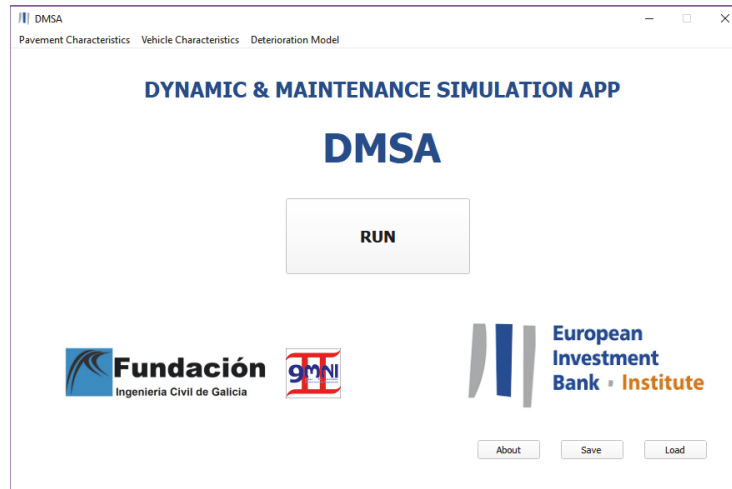 DMSA
Pavement Characteristics Vehicle Characteristics Deterioration Model
DYNAMIC & MAINTENANCE SIMULATION APP
DMSA
RUN
Fundación
Ingeniería Civil de Galicia
gmni
European
Investment
Bank Institute
About Save Load